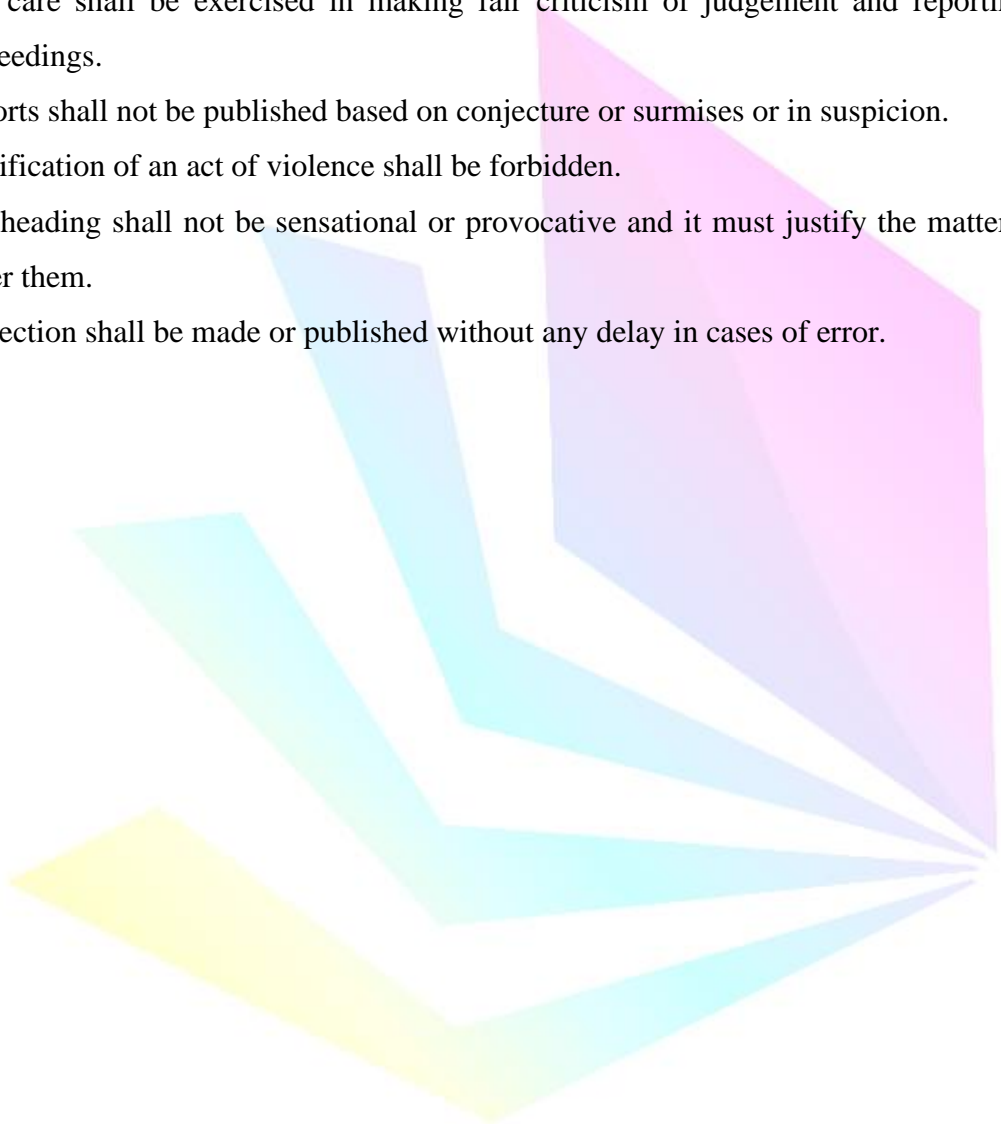 care shall be exercised in making fair criticism of judgement and reporti
eedings.
orts shall not be published based on conjecture or surmises or in suspicion.
ification of an act of violence shall be forbidden.
heading shall not be sensational or provocative and it must justify the matter
er them.
ection shall be made or published without any delay in cases of error.